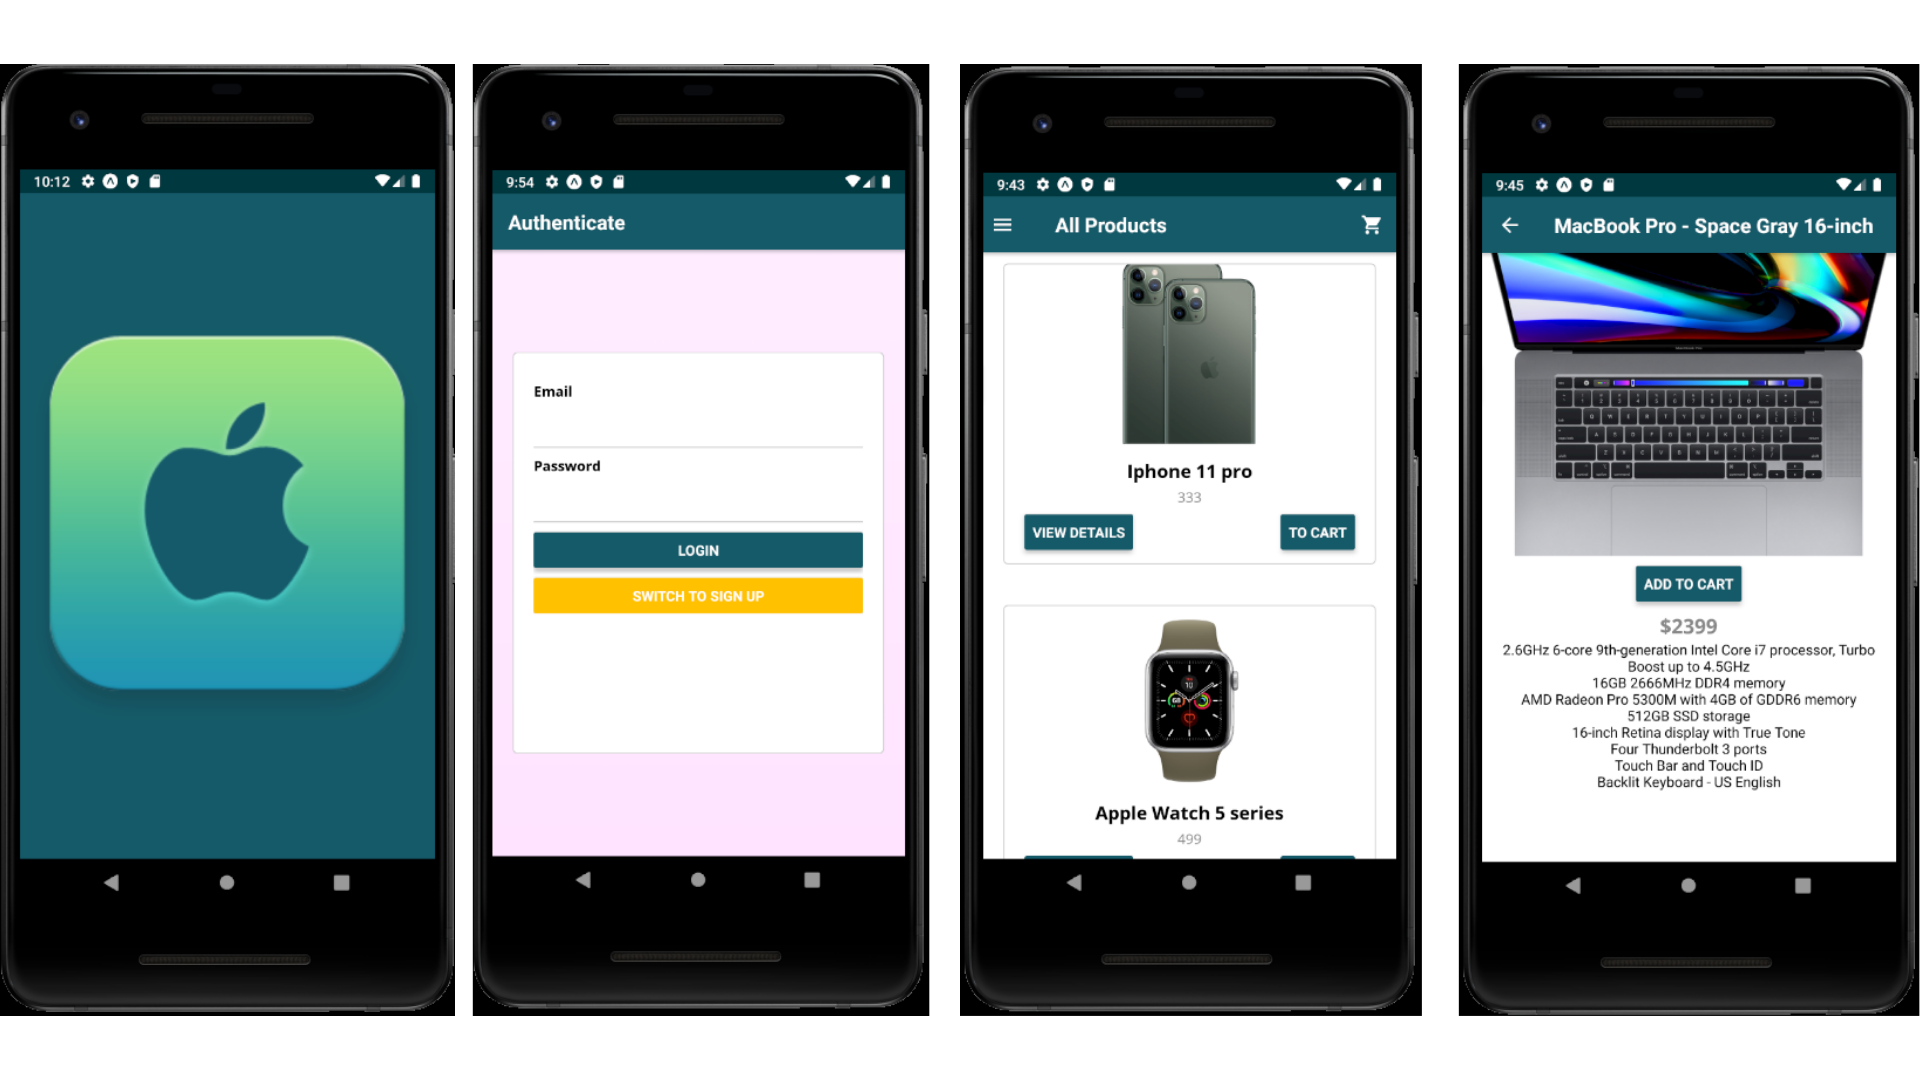 10:12
9:54
Authenticate
Email
Password
LOGIN
SWITCH TO SIGN UP
9:43
All Products
Iphone 11 pro
333
VIEW DETAILS
TO CART
Apple Watch 5 series
499
9:45
MacBook Pro - Space Gray 16-inch
ADD TO CART
$2399
2.6GHz 6-core 9th-generation Intel Core i7 processor, Turbo
Boost up to 4.5GHz
16GB 2666MHz DDR4 memory
AMD Radeon Pro 5300M with 4GB of GDDR6 memory
512GB SSD storage
16-inch Retina display with True Tone
Four Thunderbolt 3 ports
Touch Bar and Touch ID
Backlit Keyboard - US English